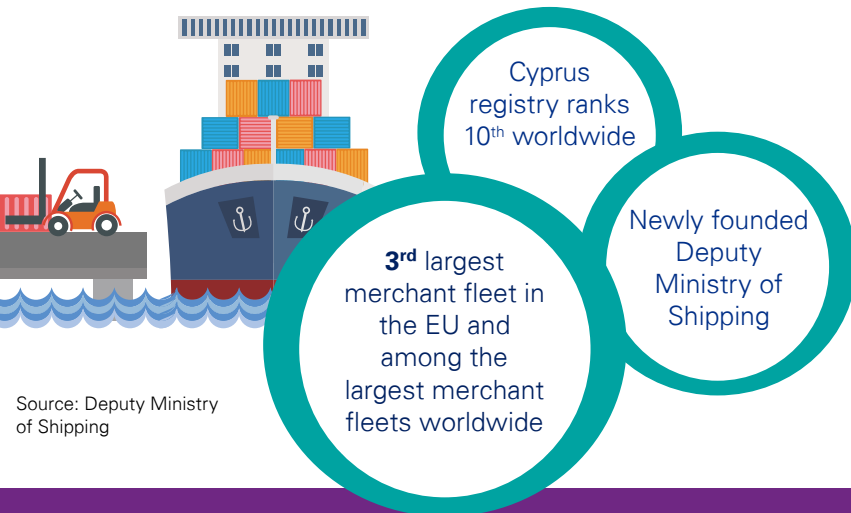 Cyprus
registry ranks
10th worldwide
Newly founded
Deputy
Ministry of
Shipping
3rd largest
merchant fleet in
the EU and
among the
largest merchant
fleets worldwide
Source: Deputy Ministry
of Shipping